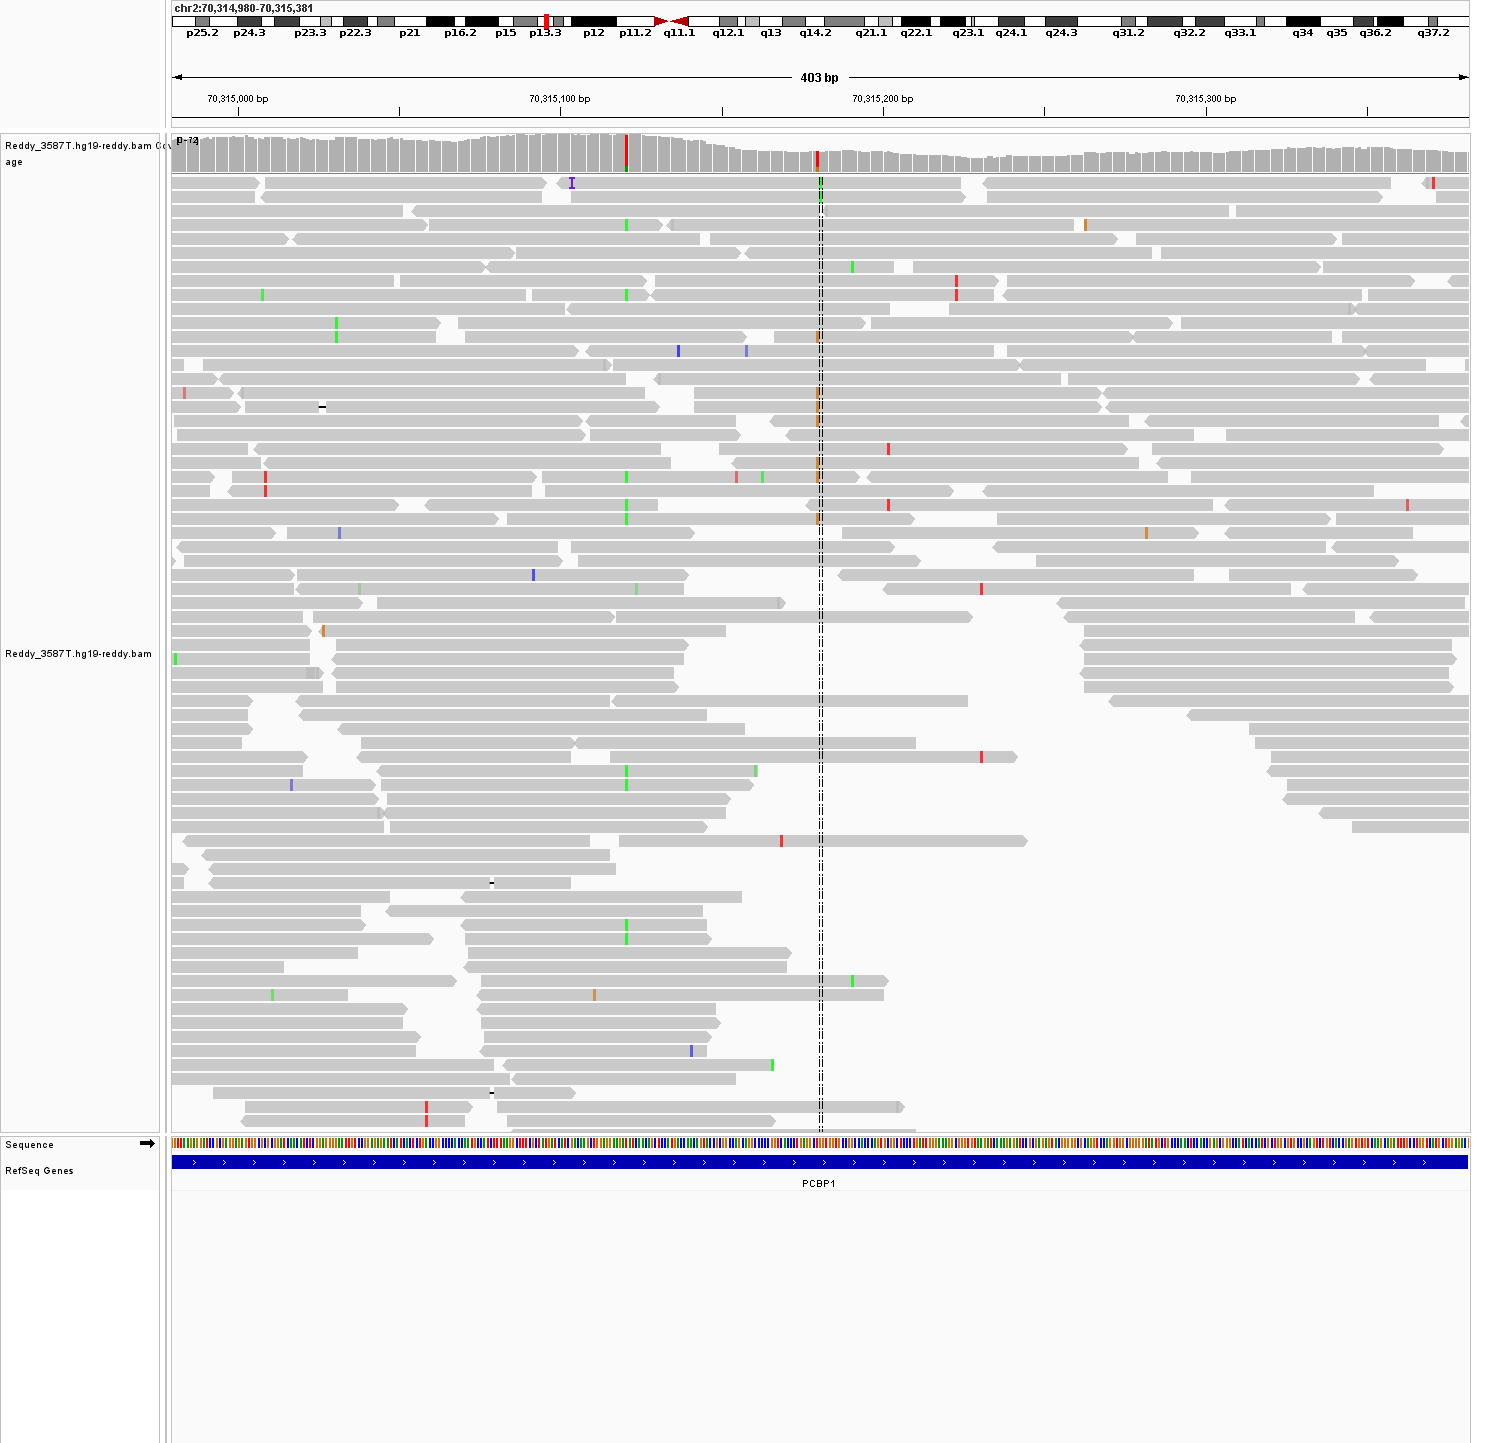 chr2:70,314,980-70,315,381
p25.2 p24.3 p23.3 p22.3 p21 p16.2 p15 p13.3 p12 p11.2 q11.1 q12.1 q13 q14.2 q21.1 q22.1 q23.1 q24.1 q24.3 q31.2 q32.2 q33.1 q34 q35 q36.2 q37.2
403 bp
70,315,000 bp 70,315,100 bp 70,315,200 bp 70,315,300 bp
[0-72]
Reddy_3587T.hg19-reddy.bam Cov
age
Reddy_3587T.hg19-reddy.bam
Sequence
RefSeq Genes
PCBP1